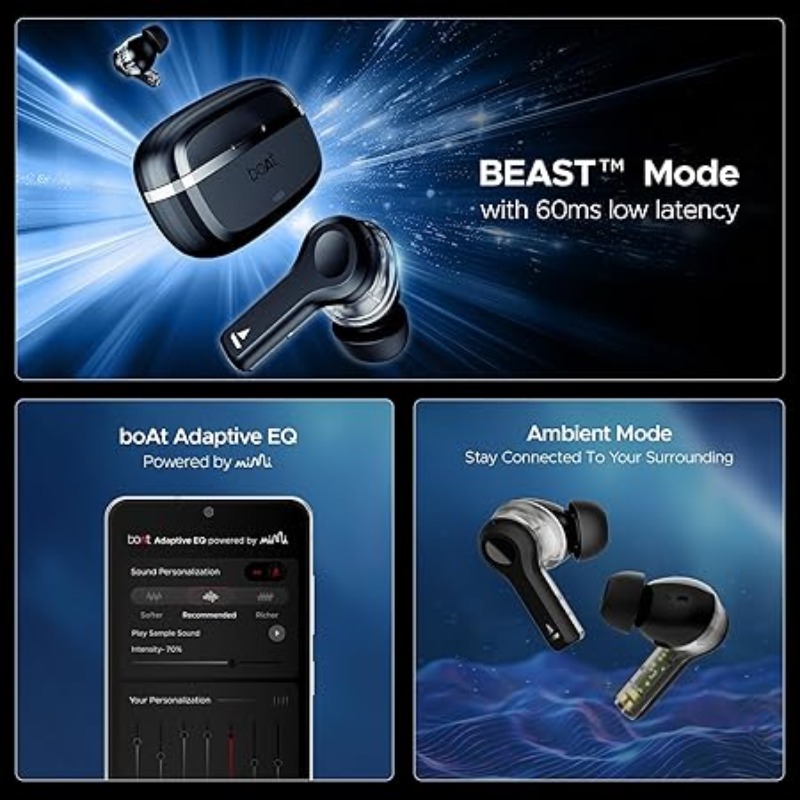 boAt
BEAST™ Mode
with 60ms low latency
boAt Adaptive EQ
Powered by mimi
boAt Adaptive EQ powered by mimi
Sound Personalization
Softer Recommended Richer
Play Sample Sound
Intensity- 70%
Your Personalization
Ambient Mode
Stay Connected To Your Surrounding